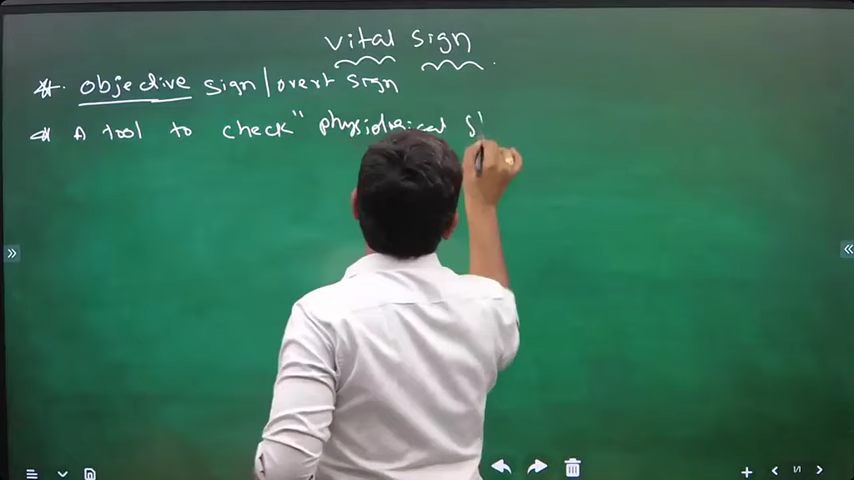 vital sign
objective sign/overt sign
A tool to check" physiological